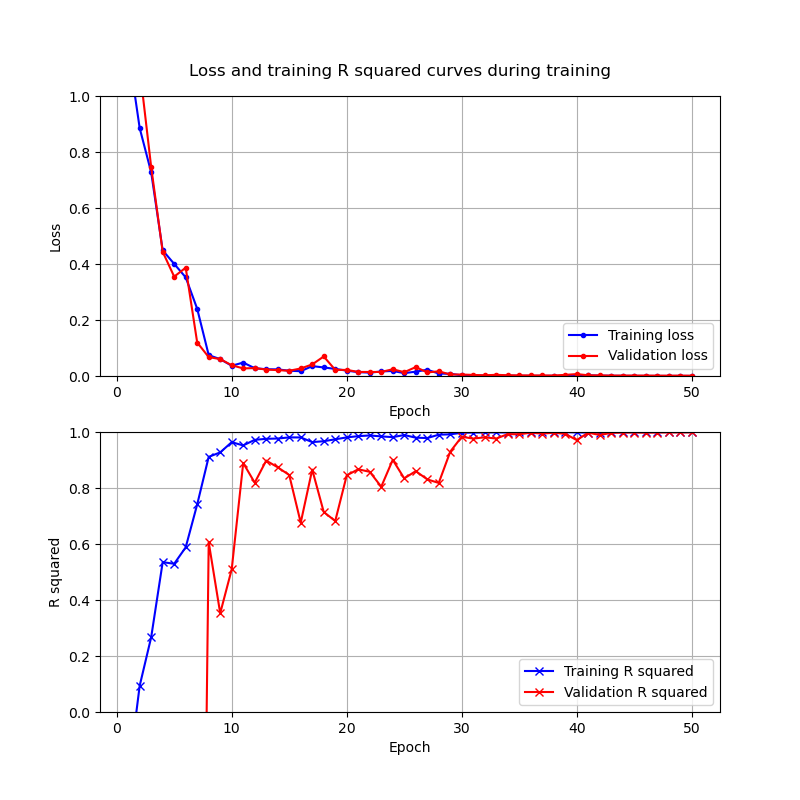 Loss and training R squared curves during training
1.0
0.8
0.6
0.4
0.2
0.0
Loss
Training loss
Validation loss
0 10 20 30 40 50
Epoch
1.0
0.8
0.6
0.4
0.2
0.0
R squared
Training R squared
Validation R squared
0 10 20 30 40 50
Epoch